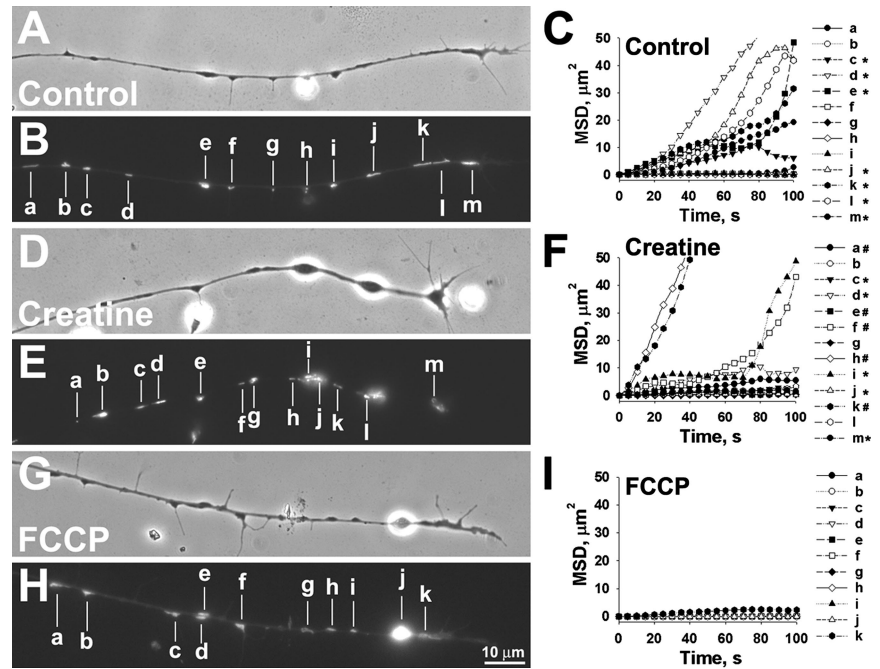 A
Control
B
a
b
c
d
e
f
g
h
i
j
k
l
m
C
Control
MSD, μm2
50
40
30
20
10
0
0 20 40 60 80 100
Time, s
a
b
c *
d *
e *
f
g
h
i
j *
k *
l *
m *
D
Creatine
E
a
b
c
d
e
f
g
h
i
j
k
l
m
F
Creatine
MSD, μm2
50
40
30
20
10
0
0 20 40 60 80 100
Time, s
a #
b
c *
d *
e #
f #
g
h #
i *
j *
k #
l
m *
G
FCCP
H
a
b
c
d
e
f
g
h
i
j
k
10 μm
I
FCCP
MSD, μm2
50
40
30
20
10
0
0 20 40 60 80 100
Time, s
a
b
c
d
e
f
g
h
i
j
k